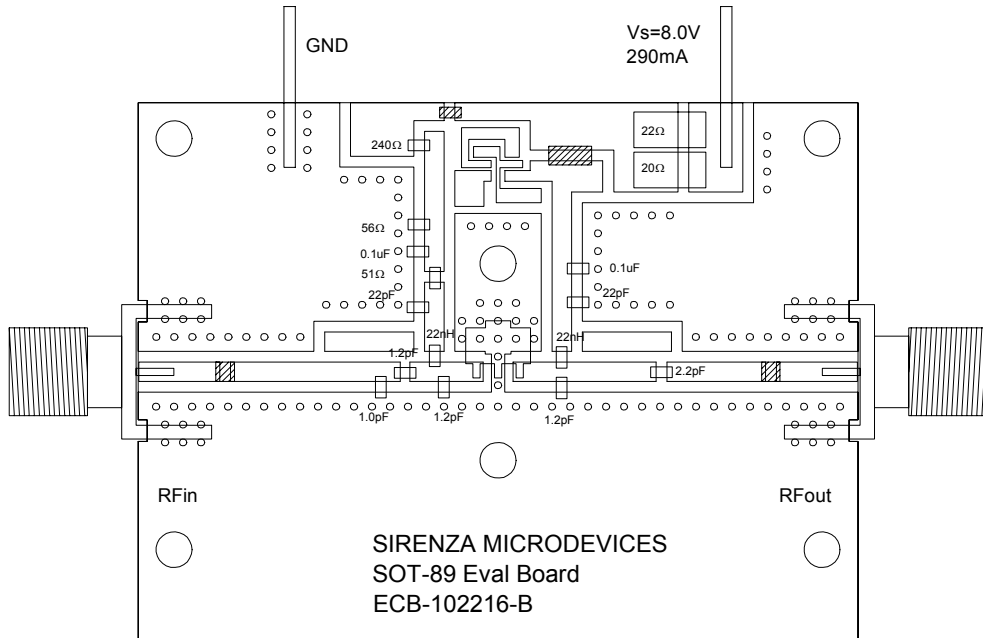 GND
Vs=8.0V
290mA
240Ω
22Ω
20Ω
56Ω
0.1uF
51Ω
22pF
0.1uF
22pF
22nH
22nH
1.2pF
2.2pF
1.0pF
1.2pF
1.2pF
RFin
RFout
SIRENZA MICRODEVICES
SOT-89 Eval Board
ECB-102216-B